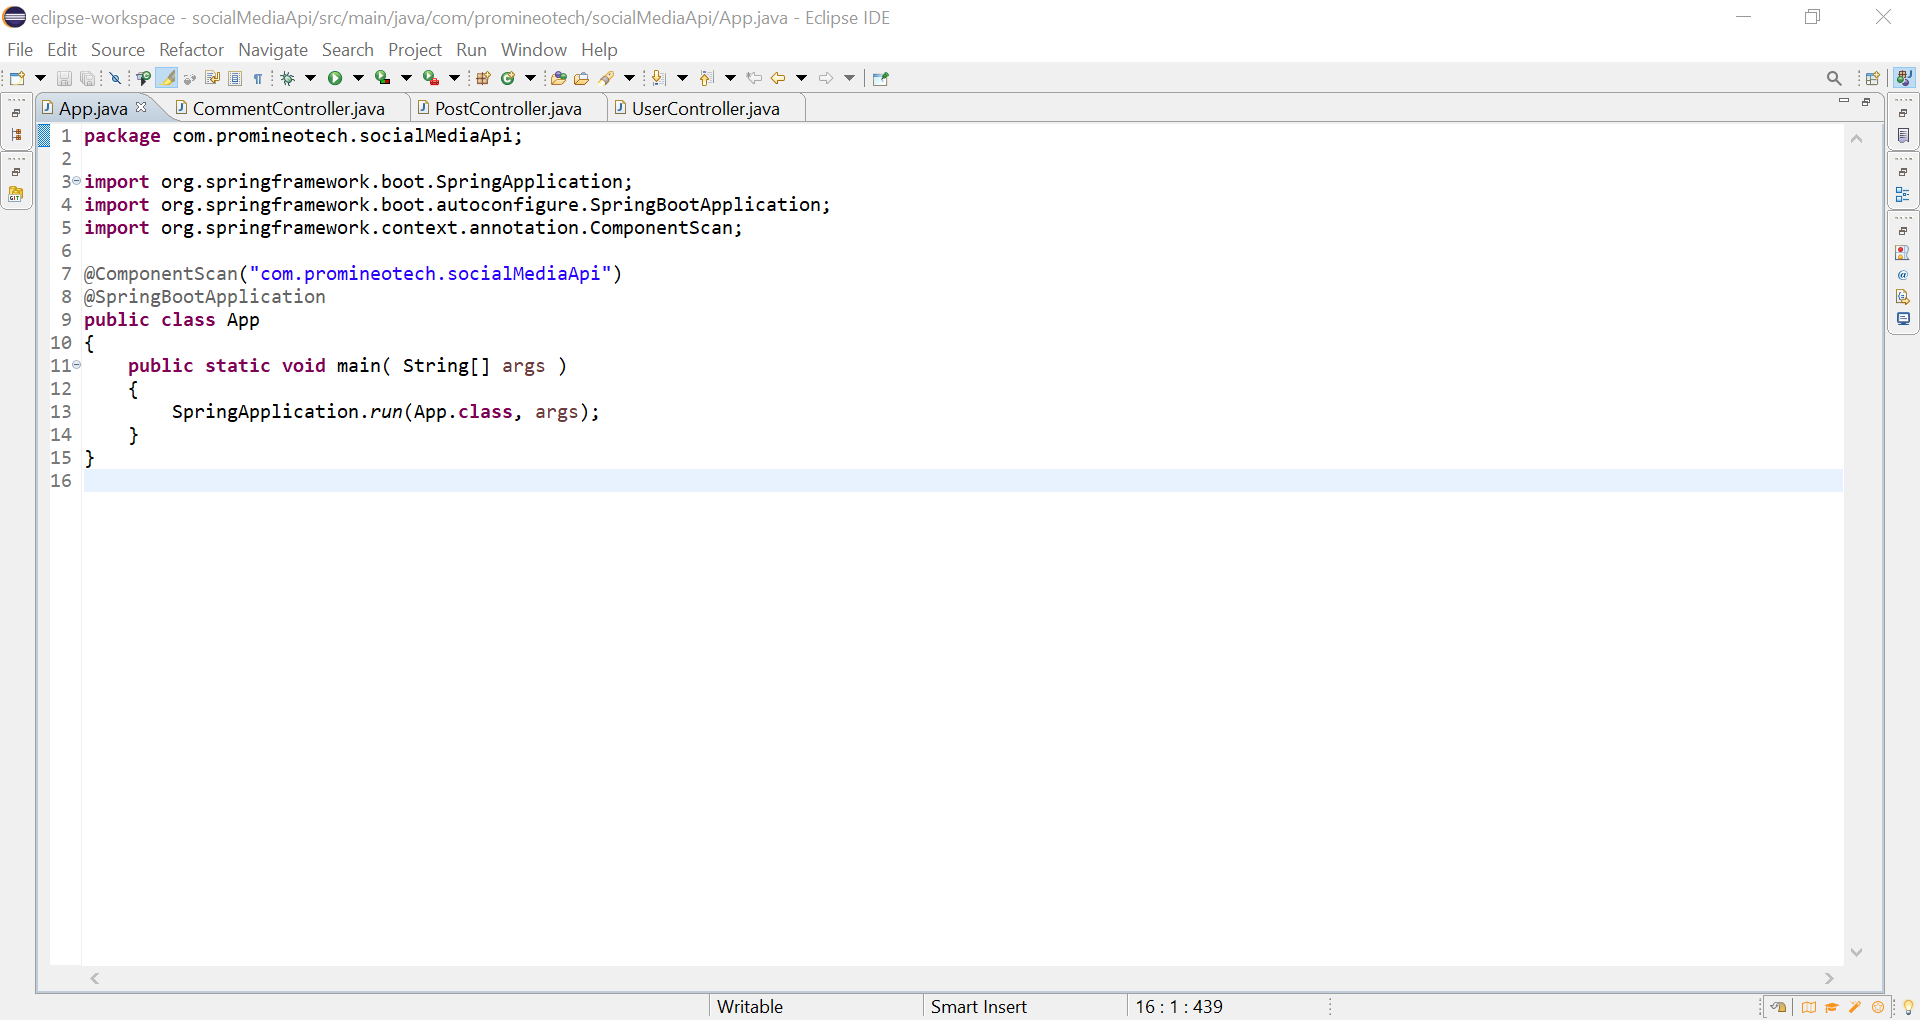 eclipse-workspace - socialMediaApi/src/main/java/com/promineotech/socialMediaApi/App.java - Eclipse IDE
File Edit Source Refactor Navigate Search Project Run Window Help
App.java CommentController.java PostController.java UserController.java
1 package com.promineotech.socialMediaApi;
2
3 import org.springframework.boot.SpringApplication;
4 import org.springframework.boot.autoconfigure.SpringBootApplication;
5 import org.springframework.context.annotation.ComponentScan;
6
7 @ComponentScan("com.promineotech.socialMediaApi")
8 @SpringBootApplication
9 public class App
10 {
11     public static void main( String[] args )
12     {
13         SpringApplication.run(App.class, args);
14     }
15 }
16
Writable Smart Insert 16 : 1 : 439